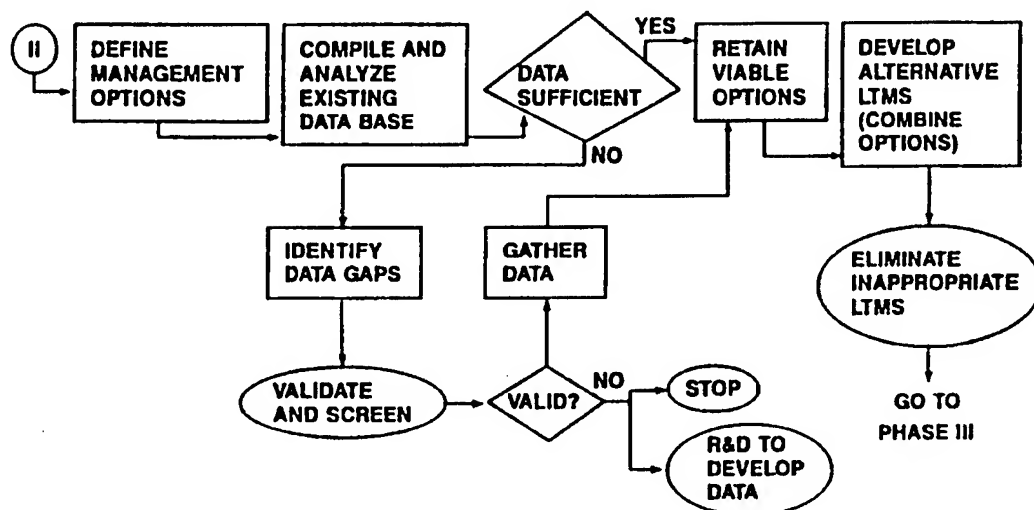 II
DEFINE
MANAGEMENT
OPTIONS
COMPILE AND
ANALYZE
EXISTING
DATA BASE
DATA
SUFFICIENT
YES
NO
RETAIN
VIABLE
OPTIONS
DEVELOP
ALTERNATIVE
LTMS
(COMBINE
OPTIONS)
IDENTIFY
DATA GAPS
GATHER
DATA
ELIMINATE
INAPPROPRIATE
LTMS
VALIDATE
AND SCREEN
VALID?
NO
STOP
R&D TO
DEVELOP
DATA
GO TO
PHASE III